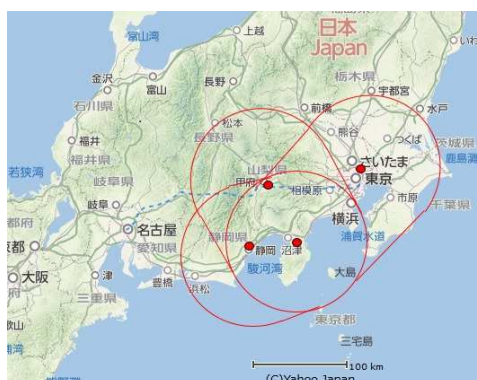 日本
Japan
富山湾
上越
いわ
栃木県
金沢
富山
長野
宇都宮
水戸
石川県
前橋
松本
熊谷
つくば
茨城県
福井
長野県
さいたま
鹿島灘
福井県
山梨県
若狭湾
甲府
東京
岐阜県
相模原
市原
千葉県
都府
岐阜
横浜
京都
名古屋
静岡県
浦賀水道
愛知県
静岡
沼津
大阪
津
豊橋
浜松
駿河湾
大島
三重県
東京都
歌山
三宅島
100 km
(C)Yahoo Japan